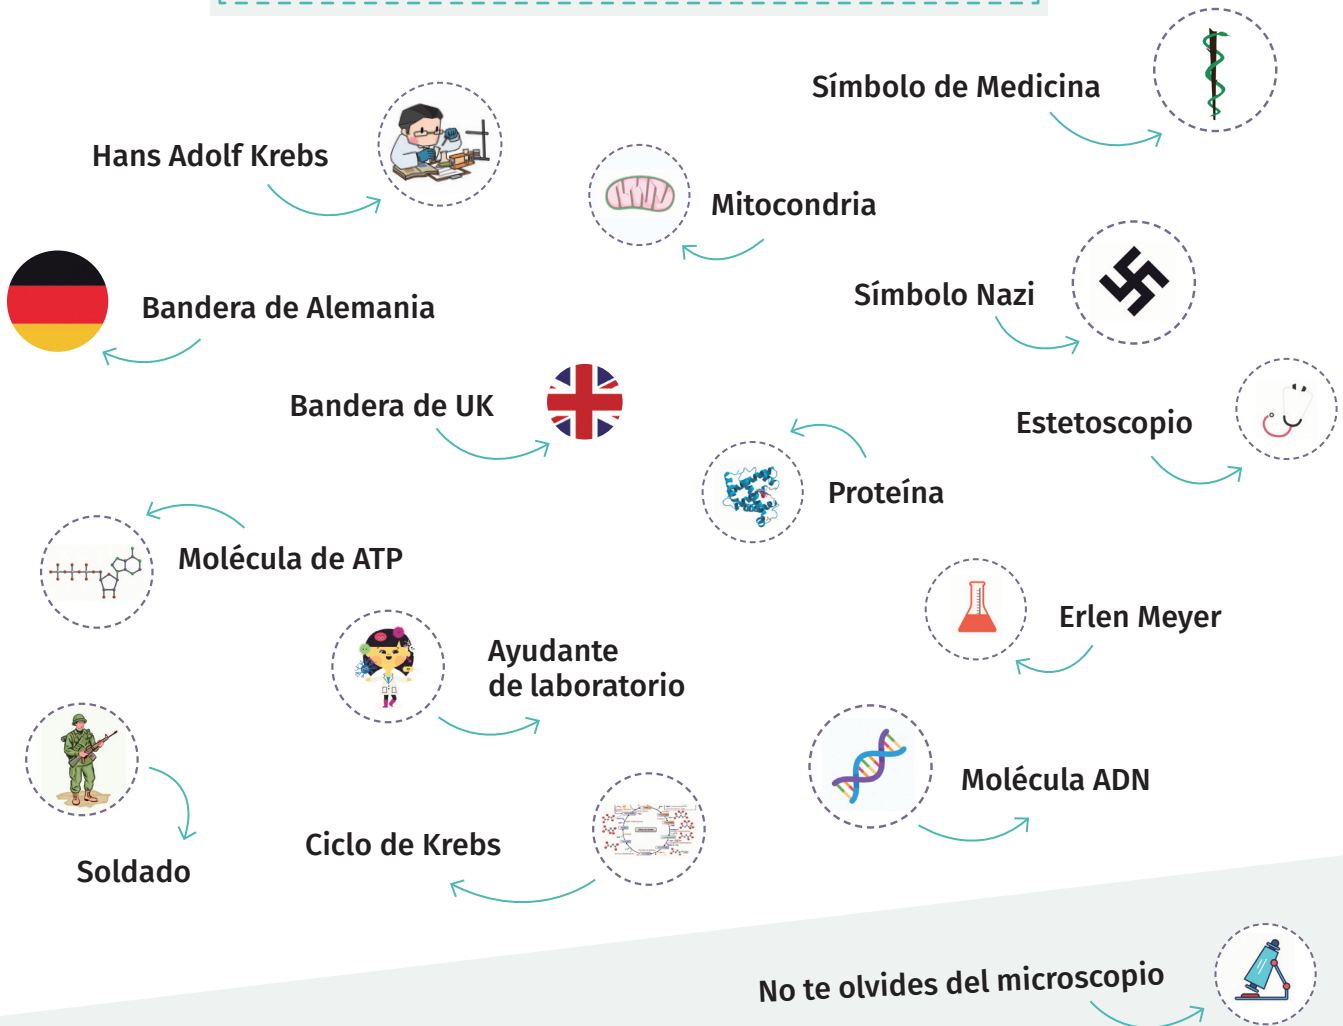 Símbolo de Medicina
Hans Adolf Krebs
Mitocondria
Símbolo Nazi
Bandera de Alemania
Bandera de UK
Estetoscopio
Proteína
Molécula de ATP
Erlen Meyer
Ayudante
de laboratorio
Molécula ADN
Ciclo de Krebs
Soldado
No te olvides del microscopio